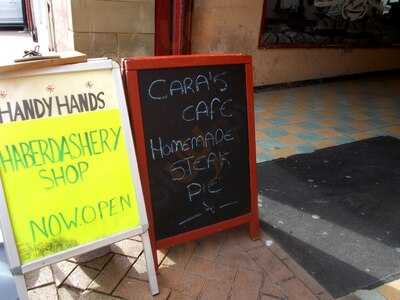 HANDY HANDS
HABERDASHERY
SHOP
NOW.OPEN
CARA'S
CAFE
HOMEMADE
STEAK
PIE